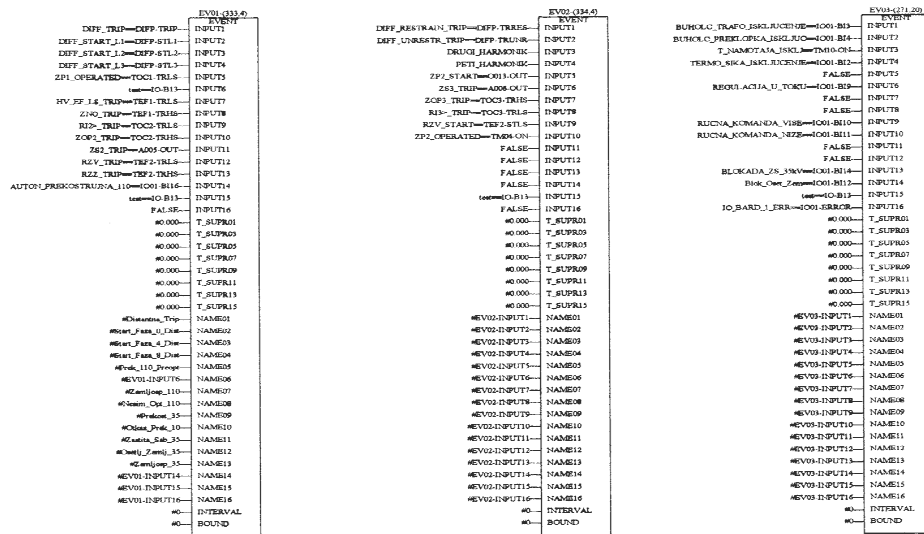 EV01-(333,4)
EVENT
DIFF_TRIP DIFP-TRIP INPUT1
DIFF_START_L1 DIFP-STL1 INPUT2
DIFF_START_L2 DIFP-STL2 INPUT3
DIFF_START_L3 DIFP-STL3 INPUT4
ZP1_OPERATED TOC1-TRLS INPUT5
test IO-B13 INPUT6
HV_EF_LS_TRIP TEF1-TRLS INPUT7
ZNO_TRIP TEF1-TRHS INPUT8
RI2>_TRIP TOC2-TRLS INPUT9
ZOP2_TRIP TOC2-TRHS INPUT10
ZS2_TRIP A005-OUT INPUT11
RZV_TRIP TEF2-TRLS INPUT12
RZZ_TRIP TEF2-TRHS INPUT13
AUTON_PREKOSTRUJNA_110 IO01-BI16 INPUT14
test IO-B13 INPUT15
FALSE INPUT16
#0.000 T_SUPR01
#0.000 T_SUPR03
#0.000 T_SUPR05
#0.000 T_SUPR07
#0.000 T_SUPR09
#0.000 T_SUPR11
#0.000 T_SUPR13
#0.000 T_SUPR15
#Distantna_Trip NAME01
#Start_Faza_0_Dist NAME02
#Start_Faza_4_Dist NAME03
#Start_Faza_8_Dist NAME04
#Prek_110_Preopt NAME05
#EV01-INPUT6 NAME06
#Zemljosp_110 NAME07
NAME08
#Prekost_35 NAME09
#Otkaz_Prek_10 NAME10
#Zastita_Sab_35 NAME11
NAME12
#Zemljosp_35 NAME13
#EV01-INPUT14 NAME14
#EV01-INPUT15 NAME15
#EV01-INPUT16 NAME16
#0 INTERVAL
#0 BOUND
EV02-(334,4)
EVENT
DIFF_RESTRAIN_TRIP DIFP-TRRES INPUT1
DIFF_UNRESTR_TRIP DIFP-TRUNR INPUT2
DRUGI_HARMONIK INPUT3
PETI_HARMONIK INPUT4
ZP2_START O013-OUT INPUT5
ZS3_TRIP A008-OUT INPUT6
ZOP3_TRIP TOC3-TRHS INPUT7
RI3>_TRIP TOC3-TRLS INPUT8
RZV_START TEF2-STLS INPUT9
ZP2_OPERATED TM04-ON INPUT10
FALSE INPUT11
FALSE INPUT12
FALSE INPUT13
FALSE INPUT14
test IO-B13 INPUT15
FALSE INPUT16
#0.000 T_SUPR01
#0.000 T_SUPR03
#0.000 T_SUPR05
#0.000 T_SUPR07
#0.000 T_SUPR09
#0.000 T_SUPR11
#0.000 T_SUPR13
#0.000 T_SUPR15
#EV02-INPUT1 NAME01
#EV02-INPUT2 NAME02
#EV02-INPUT3 NAME03
#EV02-INPUT4 NAME04
#EV02-INPUT5 NAME05
#EV02-INPUT6 NAME06
#EV02-INPUT7 NAME07
#EV02-INPUT8 NAME08
#EV02-INPUT9 NAME09
#EV02-INPUT10 NAME10
#EV02-INPUT11 NAME11
#EV02-INPUT12 NAME12
#EV02-INPUT13 NAME13
#EV02-INPUT14 NAME14
#EV02-INPUT15 NAME15
#EV02-INPUT16 NAME16
#0 INTERVAL
#0 BOUND
EV03-(271,20)
EVENT
BUHOLC_TRAFO_ISKLJUCENJE IO01-BI3 INPUT1
BUHOLC_PREKLOPKA_ISKLJUC IO01-BI4 INPUT2
T_NAMOTAJA_ISKLJ TM10-ON INPUT3
TERMO_SIKA_ISKLJUCENJE IO01-BI2 INPUT4
FALSE INPUT5
REGULACIJA_U_TOKU IO01-BI9 INPUT6
FALSE INPUT7
FALSE INPUT8
RUCNA_KOMANDA_VISE IO01-BI10 INPUT9
RUCNA_KOMANDA_NIZE IO01-BI11 INPUT10
FALSE INPUT11
FALSE INPUT12
BLOKADA_ZS_35kV IO01-BI14 INPUT13
Blok_Oset_Zem IO01-BI12 INPUT14
test IO-B13 INPUT15
IO_BARD_1_ERR IO01-ERROR INPUT16
#0.000 T_SUPR01
#0.000 T_SUPR03
#0.000 T_SUPR05
#0.000 T_SUPR07
#0.000 T_SUPR09
#0.000 T_SUPR11
#0.000 T_SUPR13
#0.000 T_SUPR15
#EV03-INPUT1 NAME01
#EV03-INPUT2 NAME02
#EV03-INPUT3 NAME03
#EV03-INPUT4 NAME04
#EV03-INPUT5 NAME05
#EV03-INPUT6 NAME06
#EV03-INPUT7 NAME07
#EV03-INPUT8 NAME08
#EV03-INPUT9 NAME09
#EV03-INPUT10 NAME10
#EV03-INPUT11 NAME11
#EV03-INPUT12 NAME12
#EV03-INPUT13 NAME13
#EV03-INPUT14 NAME14
#EV03-INPUT15 NAME15
#EV03-INPUT16 NAME16
#0 INTERVAL
#0 BOUND